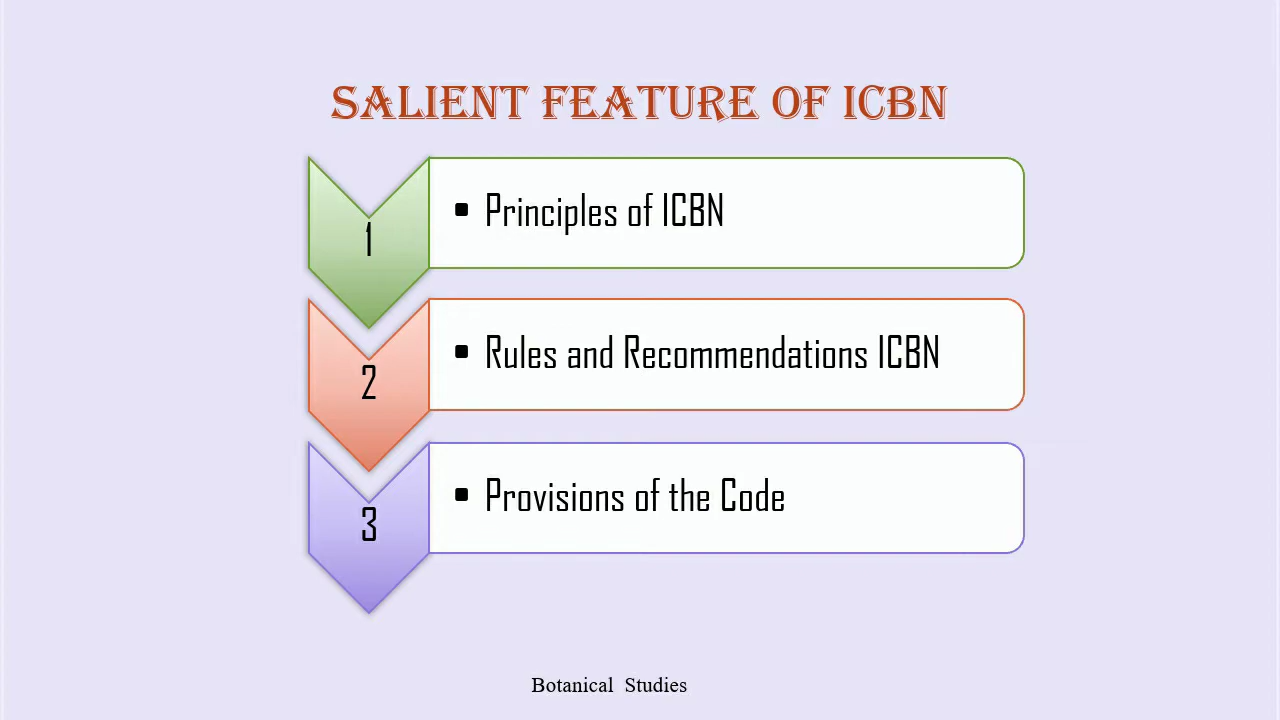 SALIENT FEATURE OF ICBN
1
▪ Principles of ICBN
2
▪ Rules and Recommendations ICBN
3
▪ Provisions of the Code
Botanical Studies